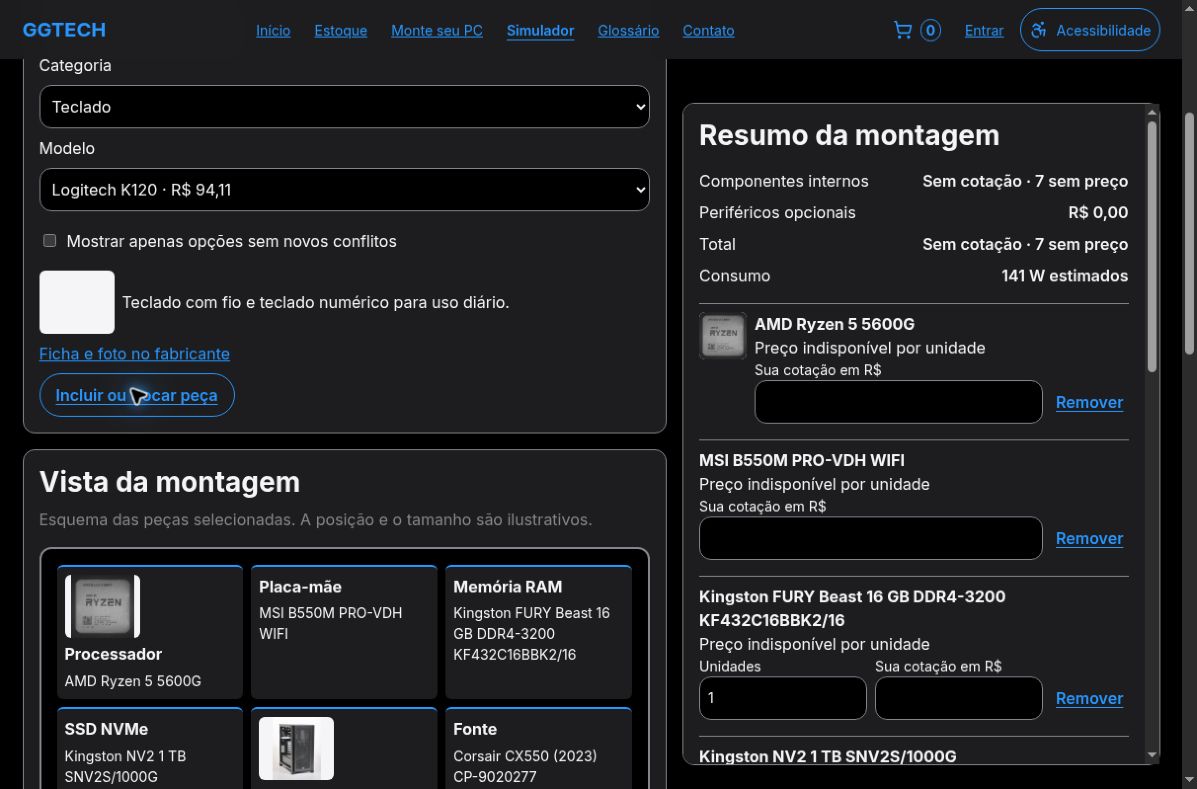 GGTECH
Início
Estoque
Monte seu PC
Simulador
Glossário
Contato
0
Entrar
Acessibilidade
Categoria
Teclado
Modelo
Logitech K120 · R$ 94,11
Mostrar apenas opções sem novos conflitos
Teclado com fio e teclado numérico para uso diário.
Ficha e foto no fabricante
Incluir ou ocar peça
Vista da montagem
Esquema das peças selecionadas. A posição e o tamanho são ilustrativos.
RYZEN
Processador
AMD Ryzen 5 5600G
Placa-mãe
MSI B550M PRO-VDH
WIFI
Memória RAM
Kingston FURY Beast 16
GB DDR4-3200
KF432C16BBK2/16
SSD NVMe
Kingston NV2 1 TB
SNV2S/1000G
Fonte
Corsair CX550 (2023)
CP-9020277
Resumo da montagem
Componentes internos Sem cotação · 7 sem preço
Periféricos opcionais R$ 0,00
Total Sem cotação · 7 sem preço
Consumo 141 W estimados
RYZEN
AMD Ryzen 5 5600G
Preço indisponível por unidade
Sua cotação em R$
Remover
MSI B550M PRO-VDH WIFI
Preço indisponível por unidade
Sua cotação em R$
Remover
Kingston FURY Beast 16 GB DDR4-3200
KF432C16BBK2/16
Preço indisponível por unidade
Unidades Sua cotação em R$
1 Remover
Kingston NV2 1 TB SNV2S/1000G